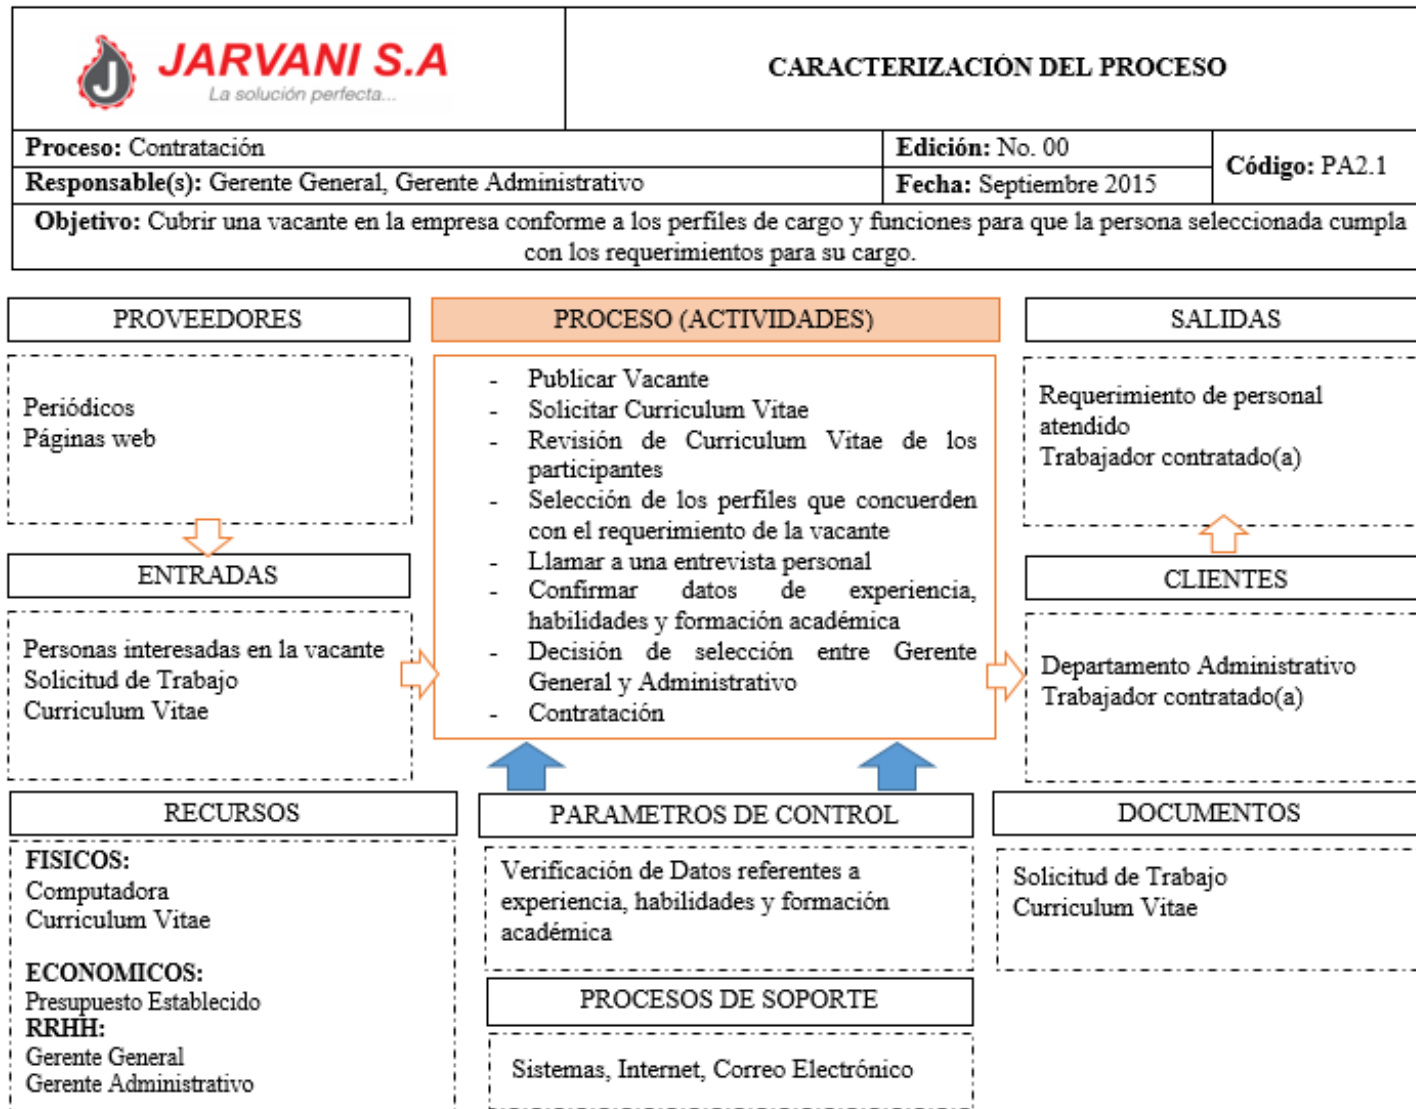 J
JARVANI S.A
La solución perfecta...
CARACTERIZACIÓN DEL PROCESO
Proceso: Contratación
Edición: No. 00
Código: PA2.1
Responsable(s): Gerente General, Gerente Administrativo
Fecha: Septiembre 2015
Objetivo: Cubrir una vacante en la empresa conforme a los perfiles de cargo y funciones para que la persona seleccionada cumpla
con los requerimientos para su cargo.
PROVEEDORES
Periódicos
Páginas web
ENTRADAS
Personas interesadas en la vacante
Solicitud de Trabajo
Curriculum Vitae
PROCESO (ACTIVIDADES)
- Publicar Vacante
- Solicitar Curriculum Vitae
- Revisión de Curriculum Vitae de los
participantes
- Selección de los perfiles que concuerden
con el requerimiento de la vacante
- Llamar a una entrevista personal
- Confirmar datos de experiencia,
habilidades y formación académica
- Decisión de selección entre Gerente
General y Administrativo
- Contratación
SALIDAS
Requerimiento de personal
atendido
Trabajador contratado(a)
CLIENTES
Departamento Administrativo
Trabajador contratado(a)
RECURSOS
FISICOS:
Computadora
Curriculum Vitae
ECONOMICOS:
Presupuesto Establecido
RRHH:
Gerente General
Gerente Administrativo
PARAMETROS DE CONTROL
Verificación de Datos referentes a
experiencia, habilidades y formación
académica
PROCESOS DE SOPORTE
Sistemas, Internet, Correo Electrónico
DOCUMENTOS
Solicitud de Trabajo
Curriculum Vitae